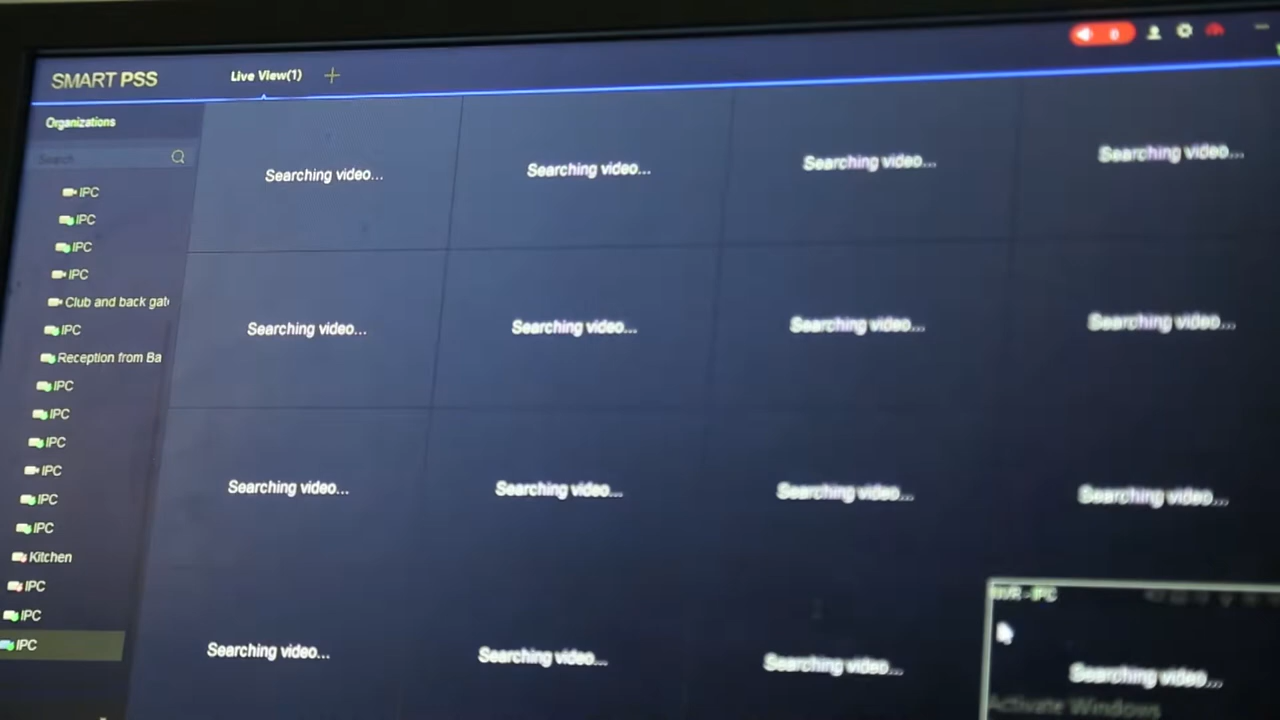 SMART PSS
Live View(1)
0
Organizations
Search
IPC
IPC
IPC
IPC
Club and back gat
IPC
Reception from Ba
IPC
IPC
IPC
IPC
IPC
IPC
Kitchen
IPC
IPC
IPC
Searching video... Searching video... Searching video... Searching video...
Searching video... Searching video... Searching video... Searching video...
Searching video... Searching video... Searching video... Searching video...
NVR - IPC
Searching video... Searching video... Searching video... Searching video...
Activate Windows